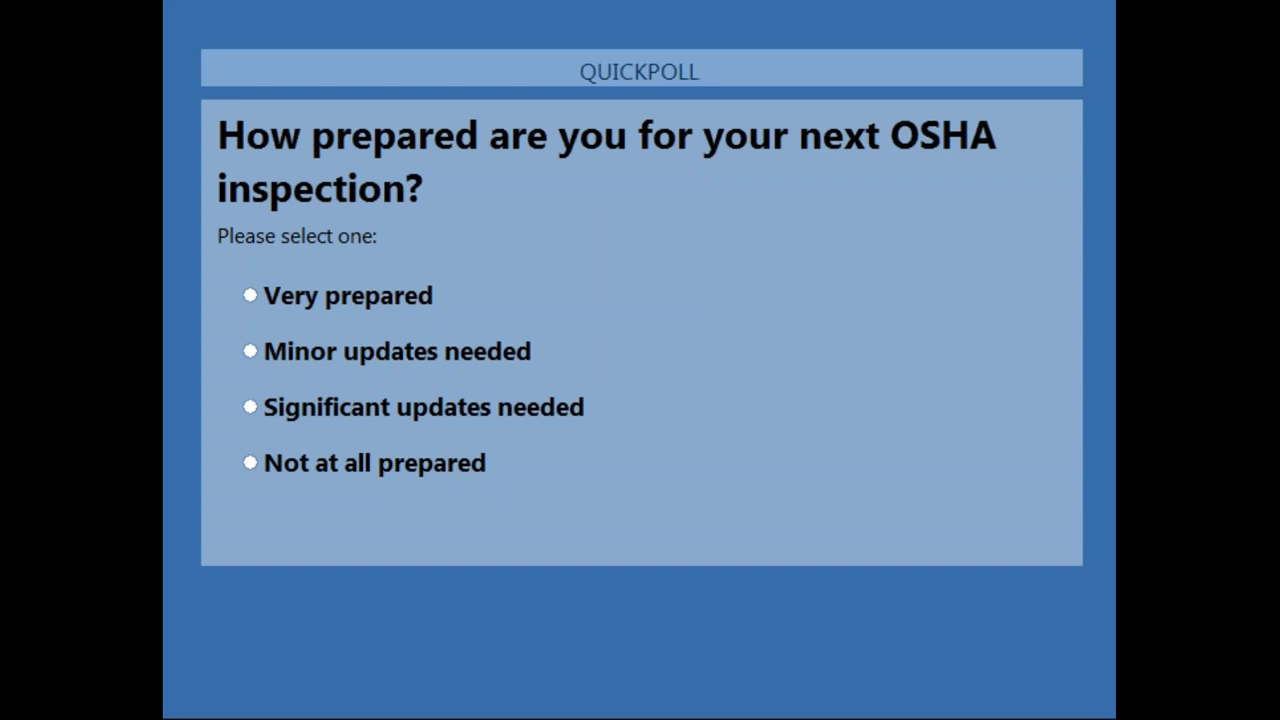 QUICKPOLL
How prepared are you for your next OSHA
inspection?
Please select one:
Very prepared
Minor updates needed
Significant updates needed
Not at all prepared